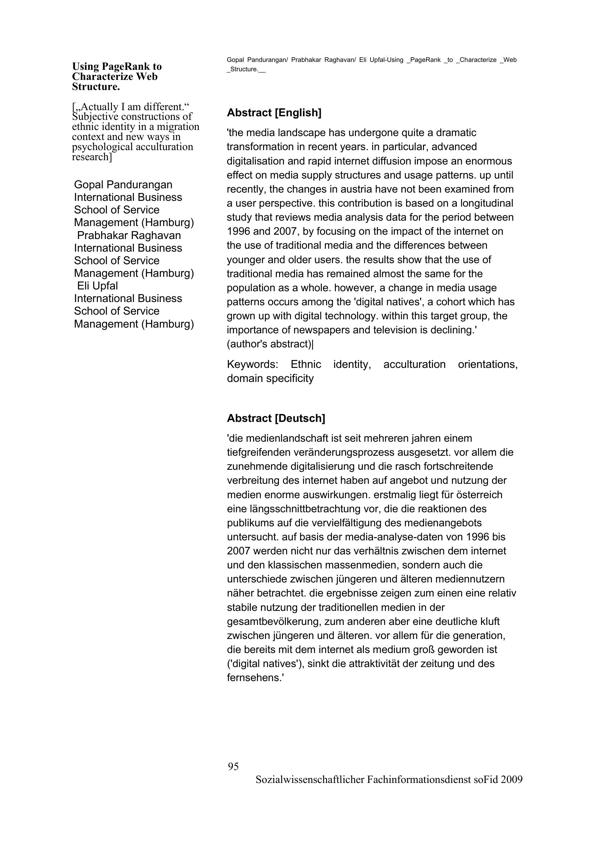 Gopal Pandurangan/ Prabhakar Raghavan/ Eli Upfal-Using _PageRank _to _Characterize _Web
_Structure.__
Using PageRank to
Characterize Web
Structure.
[„Actually I am different.“
Subjective constructions of
ethnic identity in a migration
context and new ways in
psychological acculturation
research]
Gopal Pandurangan
International Business
School of Service
Management (Hamburg)
Prabhakar Raghavan
International Business
School of Service
Management (Hamburg)
Eli Upfal
International Business
School of Service
Management (Hamburg)
Abstract [English]
'the media landscape has undergone quite a dramatic
transformation in recent years. in particular, advanced
digitalisation and rapid internet diffusion impose an enormous
effect on media supply structures and usage patterns. up until
recently, the changes in austria have not been examined from
a user perspective. this contribution is based on a longitudinal
study that reviews media analysis data for the period between
1996 and 2007, by focusing on the impact of the internet on
the use of traditional media and the differences between
younger and older users. the results show that the use of
traditional media has remained almost the same for the
population as a whole. however, a change in media usage
patterns occurs among the 'digital natives', a cohort which has
grown up with digital technology. within this target group, the
importance of newspapers and television is declining.'
(author's abstract)|
Keywords: Ethnic identity, acculturation orientations,
domain specificity
Abstract [Deutsch]
'die medienlandschaft ist seit mehreren jahren einem
tiefgreifenden veränderungsprozess ausgesetzt. vor allem die
zunehmende digitalisierung und die rasch fortschreitende
verbreitung des internet haben auf angebot und nutzung der
medien enorme auswirkungen. erstmalig liegt für österreich
eine längsschnittbetrachtung vor, die die reaktionen des
publikums auf die vervielfältigung des medienangebots
untersucht. auf basis der media-analyse-daten von 1996 bis
2007 werden nicht nur das verhältnis zwischen dem internet
und den klassischen massenmedien, sondern auch die
unterschiede zwischen jüngeren und älteren mediennutzern
näher betrachtet. die ergebnisse zeigen zum einen eine relativ
stabile nutzung der traditionellen medien in der
gesamtbevölkerung, zum anderen aber eine deutliche kluft
zwischen jüngeren und älteren. vor allem für die generation,
die bereits mit dem internet als medium groß geworden ist
('digital natives'), sinkt die attraktivität der zeitung und des
fernsehens.'
95
Sozialwissenschaftlicher Fachinformationsdienst soFid 2009